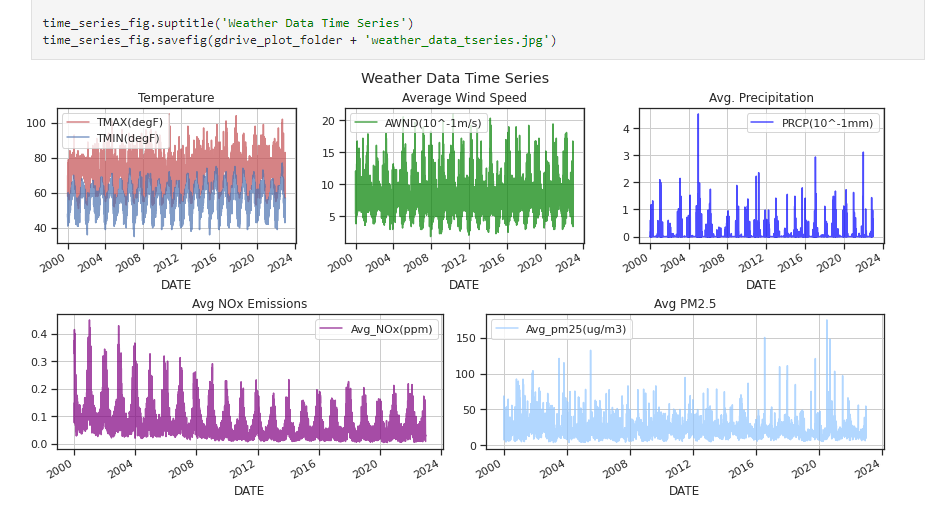 time_series_fig.suptitle('Weather Data Time Series')
time_series_fig.savefig(gdrive_plot_folder + 'weather_data_tseries.jpg')
Weather Data Time Series
Temperature
TMAX(degF)
TMIN(degF)
100
80
60
40
2000 2004 2008 2012 2016 2020 2024
DATE
Average Wind Speed
AWND(10^-1m/s)
20
15
10
5
2000 2004 2008 2012 2016 2020 2024
DATE
Avg. Precipitation
PRCP(10^-1mm)
4
3
2
1
0
2000 2004 2008 2012 2016 2020 2024
DATE
Avg NOx Emissions
Avg_NOx(ppm)
0.4
0.3
0.2
0.1
0.0
2000 2004 2008 2012 2016 2020 2024
DATE
Avg PM2.5
Avg_pm25(ug/m3)
150
100
50
0
2000 2004 2008 2012 2016 2020 2024
DATE